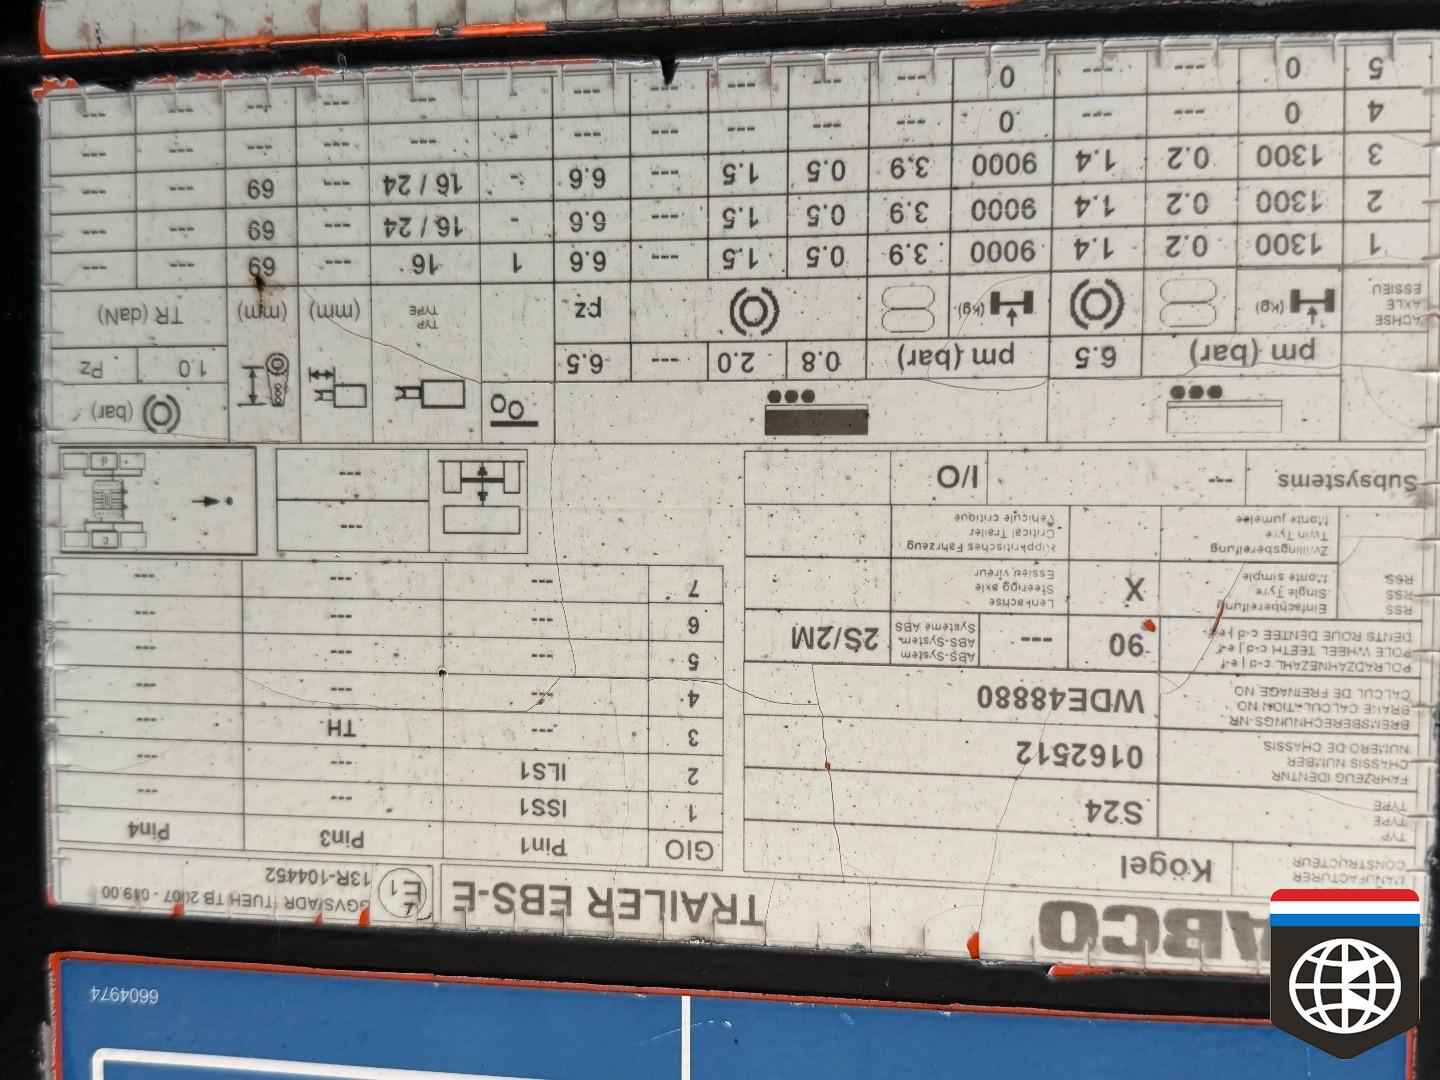 6604974
ABCO
TRAILER EBS-E
E1
GGVS/ADR (TUEH TB 2007 - 019.00
13R-104452
MANUFACTURER
CONSTRUCTEUR
Kögel
TYP
TYPE
TYPE
S24
FAHRZEUG IDENTNR
CHASSIS NUMBER
NUMERO DE CHASSIS
0162512
BREMSBERECHNUNGS-NR
BRAKE CALCULATION NO
CALCUL DE FREINAGE NO
WDE48880
POLRADZAHNEZAHL c-d | e-f
POLE WHEEL TEETH c-d | e-f
DENTS ROUE DENTEE c-d | e-f
90 ---
ABS-System
ABS-System
Système ABS
2S/2M
RSS
RSS
RSS
Einfachbereifung
Single Tyre
Monte simple
X
Lenkachse
Steering axle
Essieu vireur
Zwillingsbereifung
Twin Tyre
Monte jumelée
Kippkritisches Fahrzeug
Critical Trailer
Véhicule critique
Subsystems --- I/O
GIO Pin1 Pin3 Pin4
1 ISS1 --- ---
2 ILS1 --- ---
3 --- TH ---
4 --- --- ---
5 --- --- ---
6 --- --- ---
7 --- --- ---
---
---
(bar)
pm (bar) 6.5 pm (bar) 0.8 2.0 --- 6.5 1.0 Pz
ACHSE
AXLE
ESSIEU
(kg) (kg) pz
TYP
TYPE
(mm) (mm) TR (daN)
1 1300 0.2 1.4 9000 3.9 0.5 1.5 --- 6.6 1 16 --- 69 --- ---
2 1300 0.2 1.4 9000 3.9 0.5 1.5 --- 6.6 - 16 / 24 --- 69 --- ---
3 1300 0.2 1.4 9000 3.9 0.5 1.5 --- 6.6 - 16 / 24 --- 69 --- ---
4 0 --- --- 0 --- --- --- --- --- - --- --- --- --- ---
5 0 --- --- 0 --- --- --- --- --- - --- --- --- --- ---